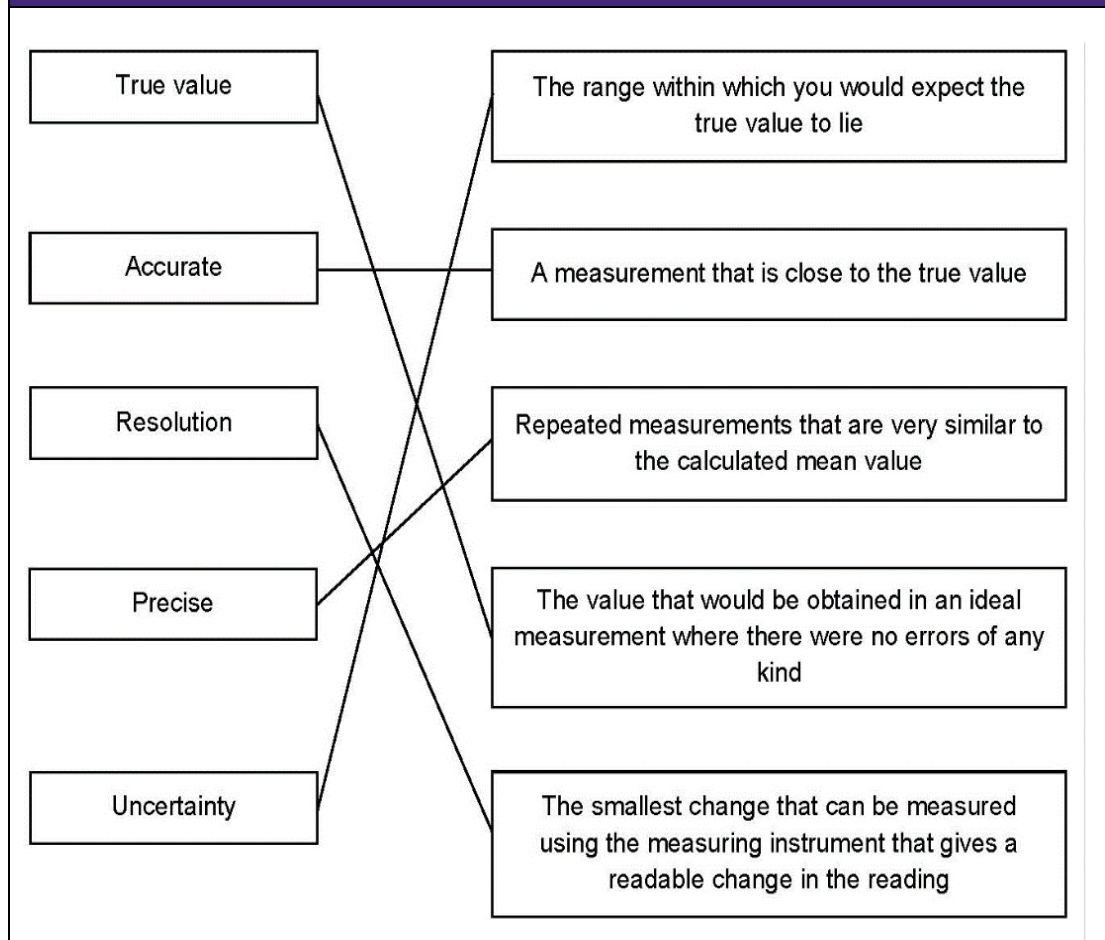 True value
The range within which you would expect the
true value to lie
Accurate
A measurement that is close to the true value
Resolution
Repeated measurements that are very similar to
the calculated mean value
Precise
The value that would be obtained in an ideal
measurement where there were no errors of any
kind
Uncertainty
The smallest change that can be measured
using the measuring instrument that gives a
readable change in the reading